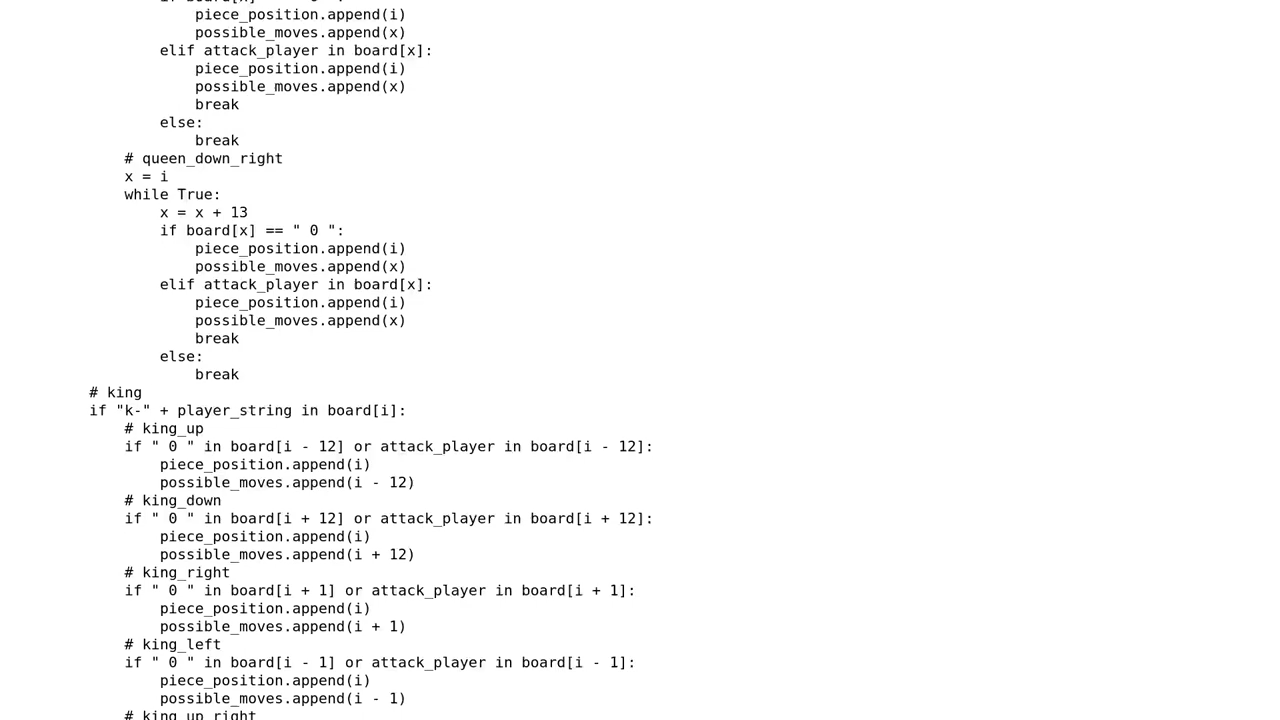 piece_position.append(i)
                possible_moves.append(x)
            elif attack_player in board[x]:
                piece_position.append(i)
                possible_moves.append(x)
                break
            else:
                break
        # queen_down_right
        x = i
        while True:
            x = x + 13
            if board[x] == " 0 ":
                piece_position.append(i)
                possible_moves.append(x)
            elif attack_player in board[x]:
                piece_position.append(i)
                possible_moves.append(x)
                break
            else:
                break
    # king
    if "k-" + player_string in board[i]:
        # king_up
        if " 0 " in board[i - 12] or attack_player in board[i - 12]:
            piece_position.append(i)
            possible_moves.append(i - 12)
        # king_down
        if " 0 " in board[i + 12] or attack_player in board[i + 12]:
            piece_position.append(i)
            possible_moves.append(i + 12)
        # king_right
        if " 0 " in board[i + 1] or attack_player in board[i + 1]:
            piece_position.append(i)
            possible_moves.append(i + 1)
        # king_left
        if " 0 " in board[i - 1] or attack_player in board[i - 1]:
            piece_position.append(i)
            possible_moves.append(i - 1)
        # king_up_right